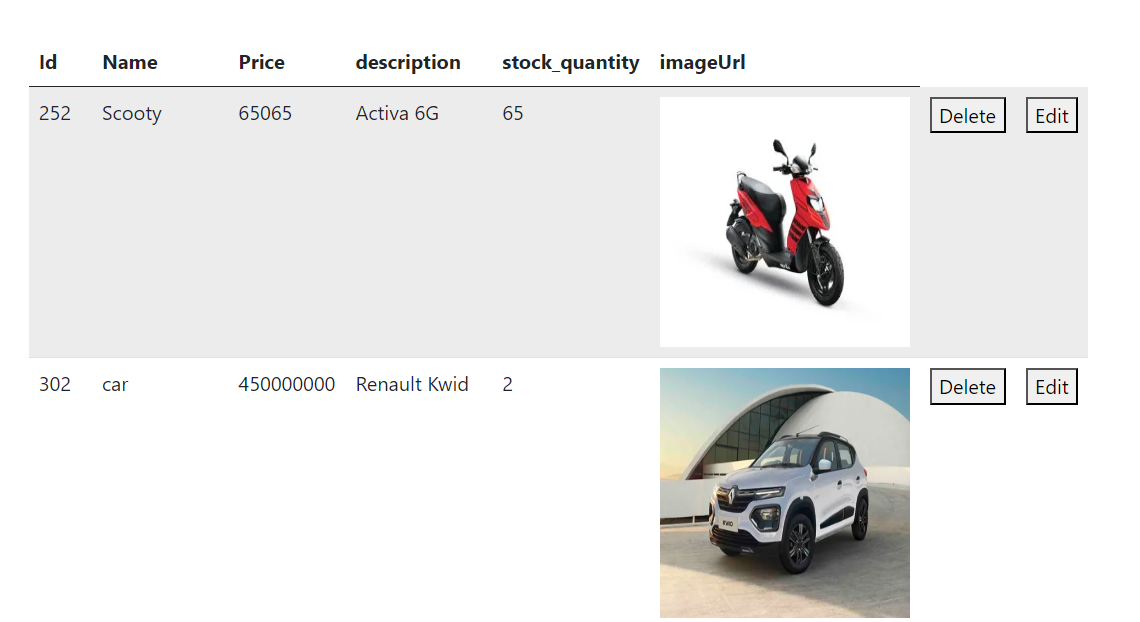 Id Name Price description stock_quantity imageUrl
252 Scooty 65065 Activa 6G 65 Delete Edit
302 car 450000000 Renault Kwid 2 Delete Edit
KWID